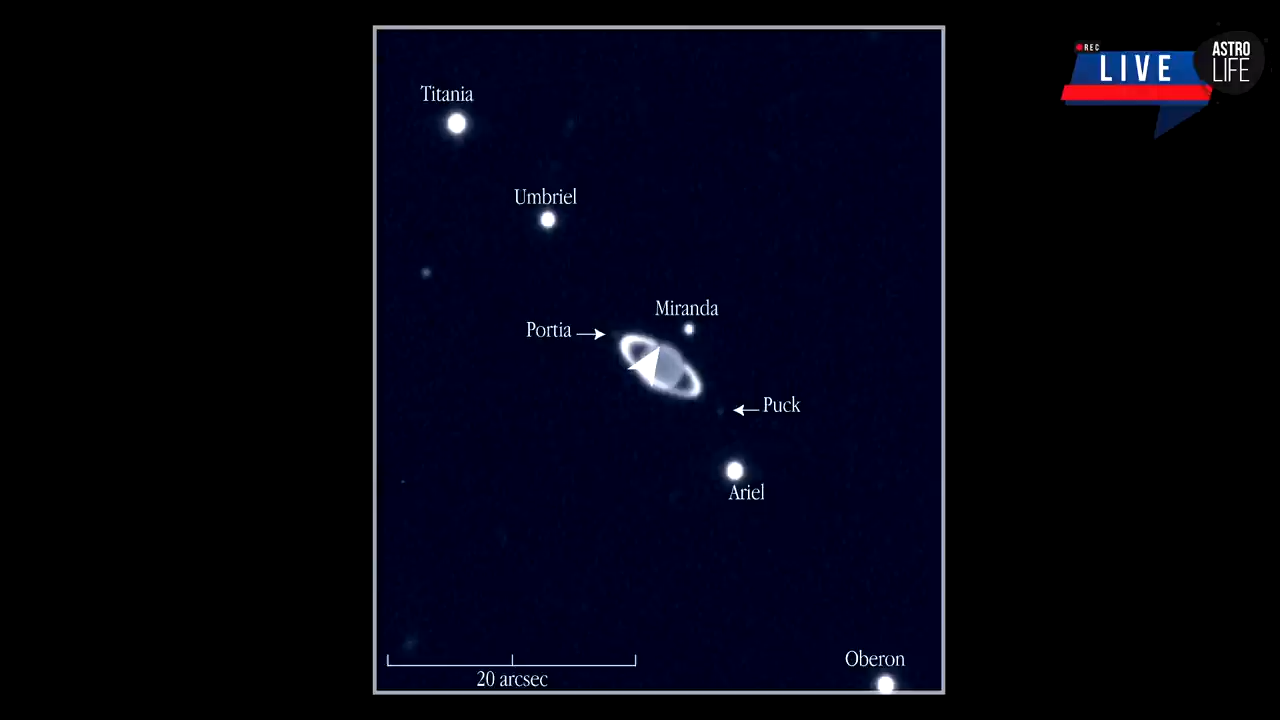 REC
LIVE
ASTRO
LIFE
Titania
Umbriel
Miranda
Portia
Puck
Ariel
Oberon
20 arcsec